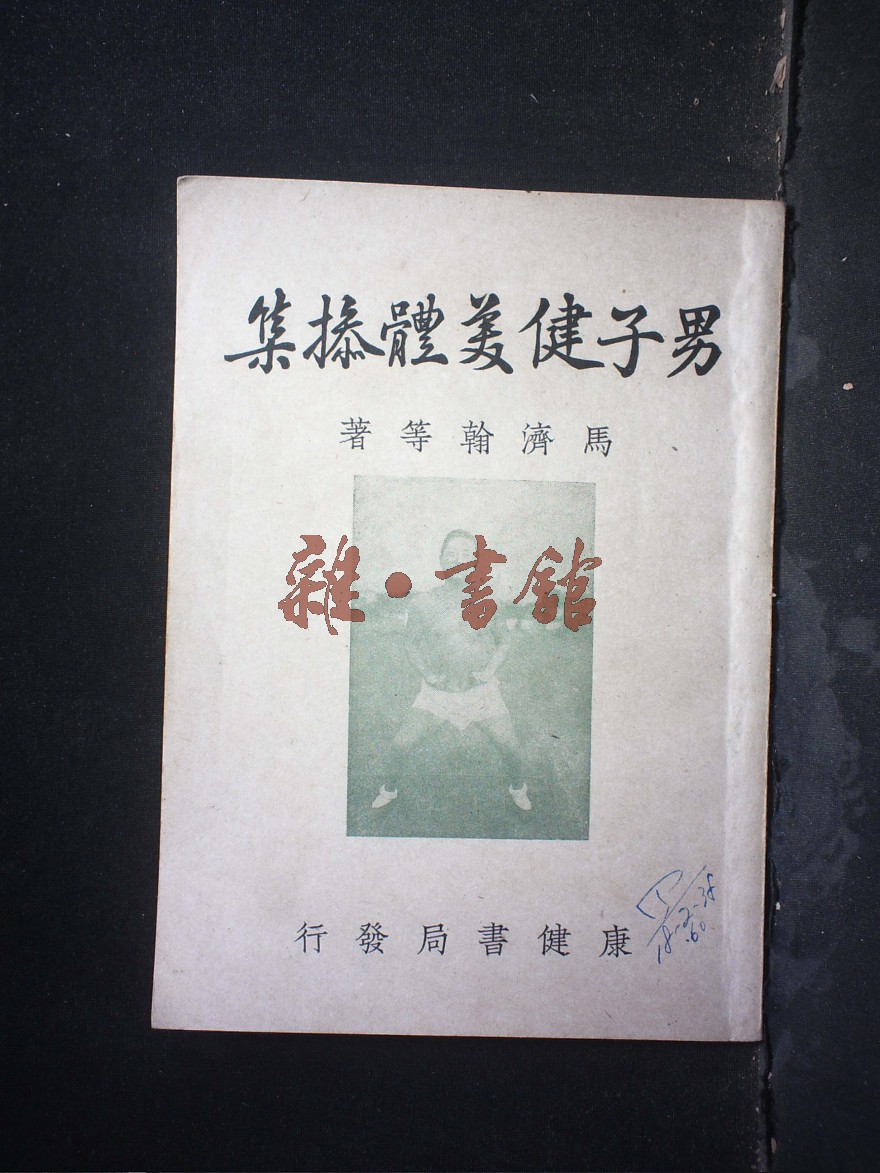 男子健美體操集
馬濟翰等著
雜·書館
康健書局發行